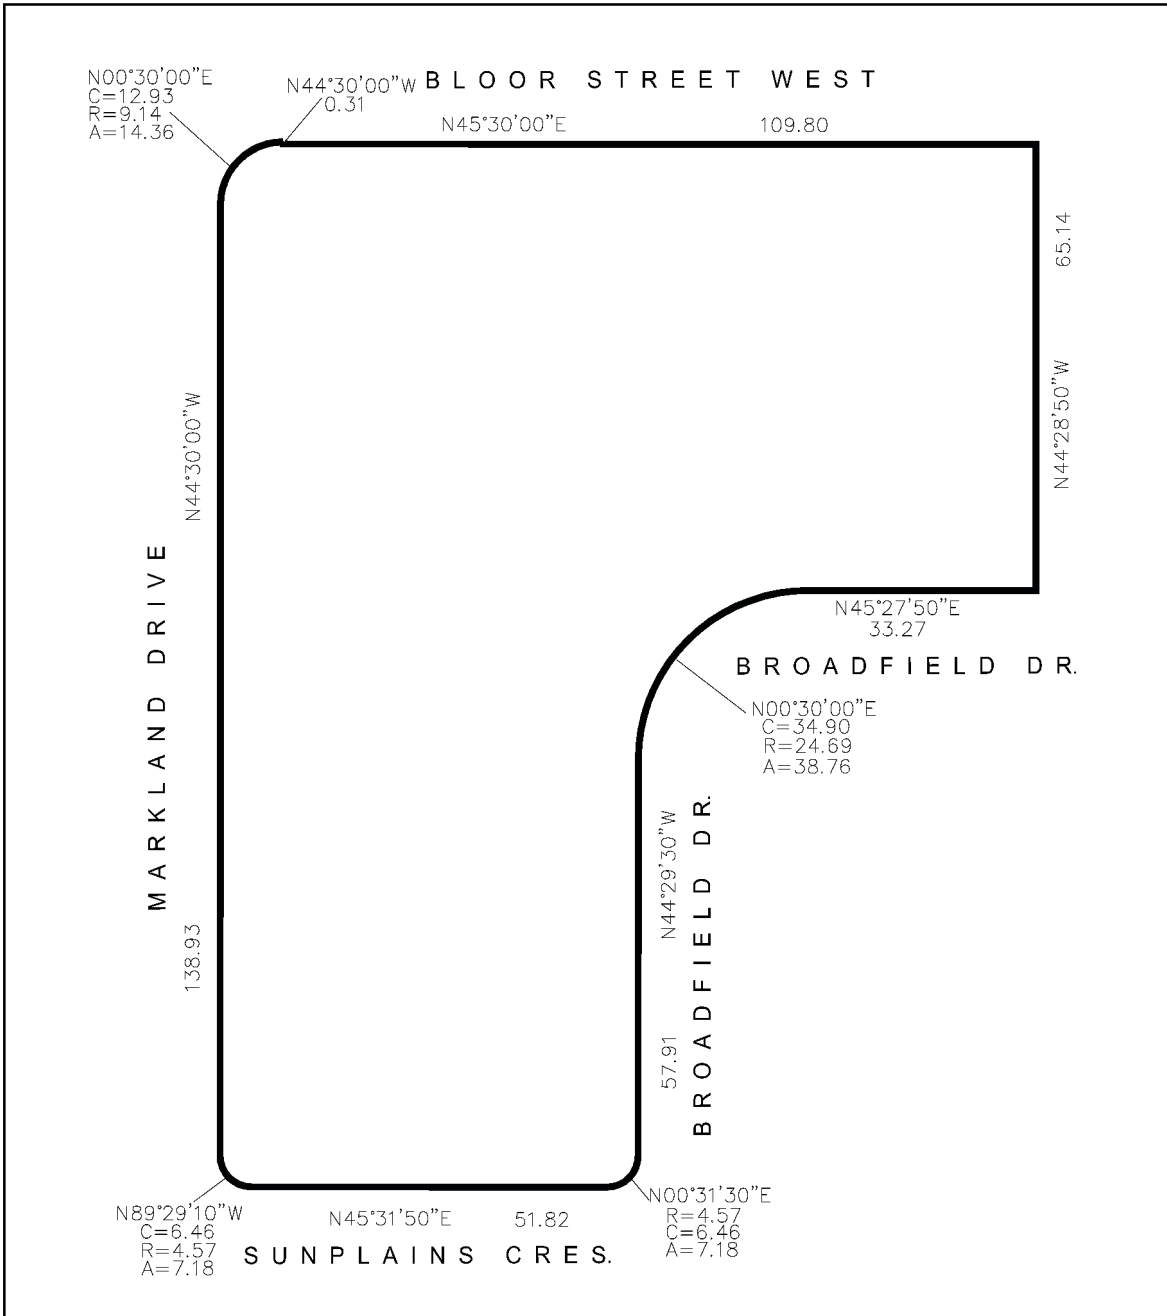 N00°30'00"E
C=12.93
R=9.14
A=14.36
N44°30'00"W
0.31
BLOOR STREET WEST
N45°30'00"E 109.80
65.14
N44°28'50"W
N44°30'00"W
MARKLAND DRIVE
138.93
N45°27'50"E
33.27
BROADFIELD DR.
N00°30'00"E
C=34.90
R=24.69
A=38.76
N44°29'30"W
57.91
BROADFIELD DR.
N89°29'10"W
C=6.46
R=4.57
A=7.18
N45°31'50"E 51.82
SUNPLAINS CRES.
N00°31'30"E
R=4.57
C=6.46
A=7.18